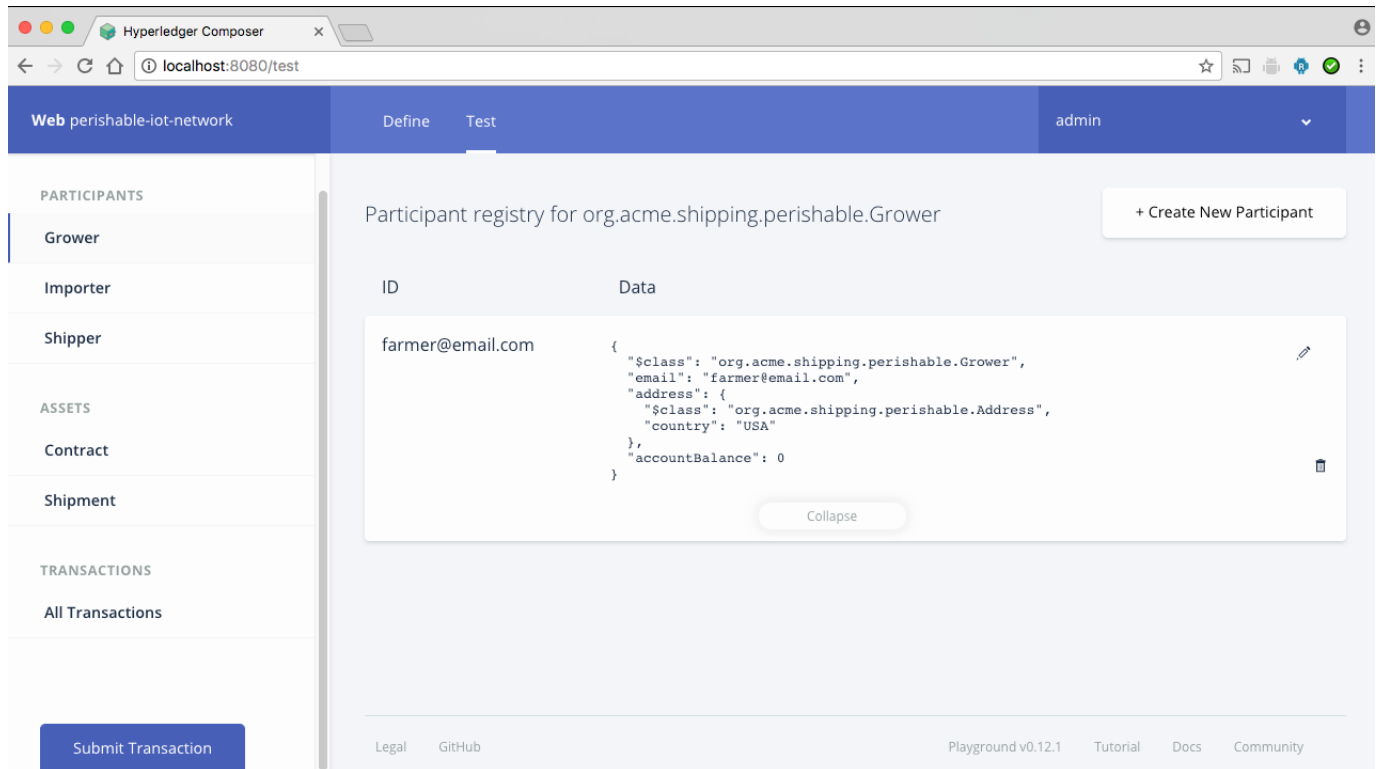 Hyperledger Composer
localhost:8080/test
Web perishable-iot-network
Define Test
admin
PARTICIPANTS
Grower
Importer
Shipper
ASSETS
Contract
Shipment
TRANSACTIONS
All Transactions
Submit Transaction
Participant registry for org.acme.shipping.perishable.Grower
+ Create New Participant
ID Data
farmer@email.com
{
"$class": "org.acme.shipping.perishable.Grower",
"email": "farmer@email.com",
"address": {
"$class": "org.acme.shipping.perishable.Address",
"country": "USA"
},
"accountBalance": 0
}
Collapse
Legal GitHub Playground v0.12.1 Tutorial Docs Community